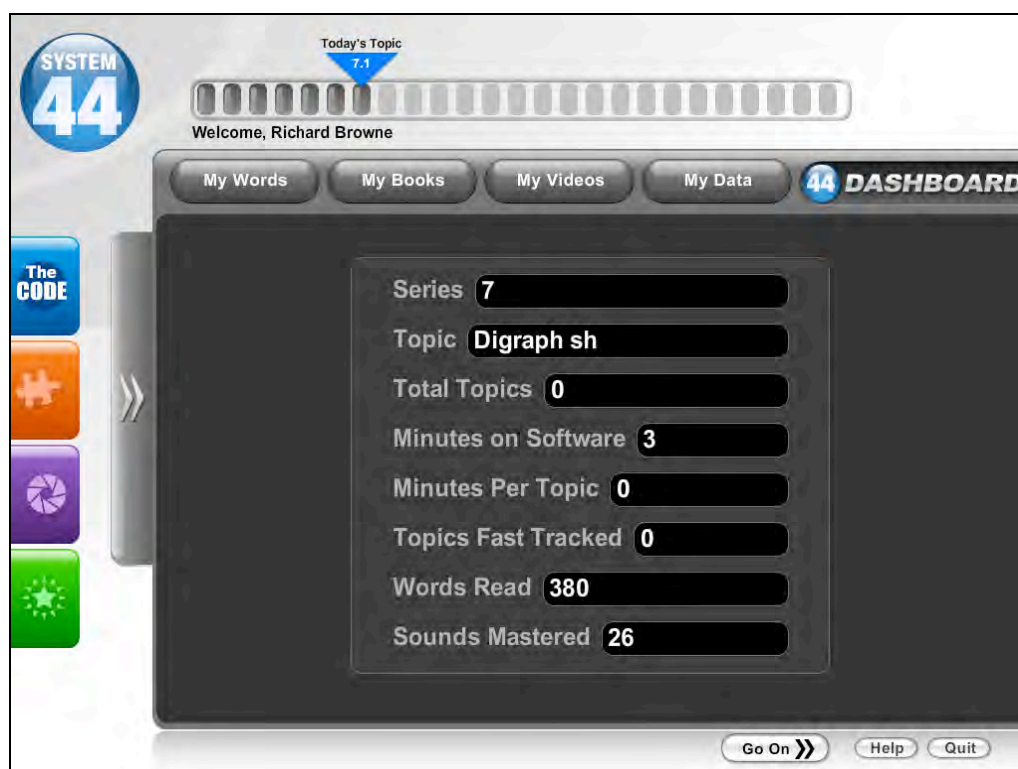 SYSTEM
44
Today's Topic
7.1
Welcome, Richard Browne
My Words My Books My Videos My Data 44 DASHBOARD
The
CODE
Series 7
Topic Digraph sh
Total Topics 0
Minutes on Software 3
Minutes Per Topic 0
Topics Fast Tracked 0
Words Read 380
Sounds Mastered 26
Go On Help Quit